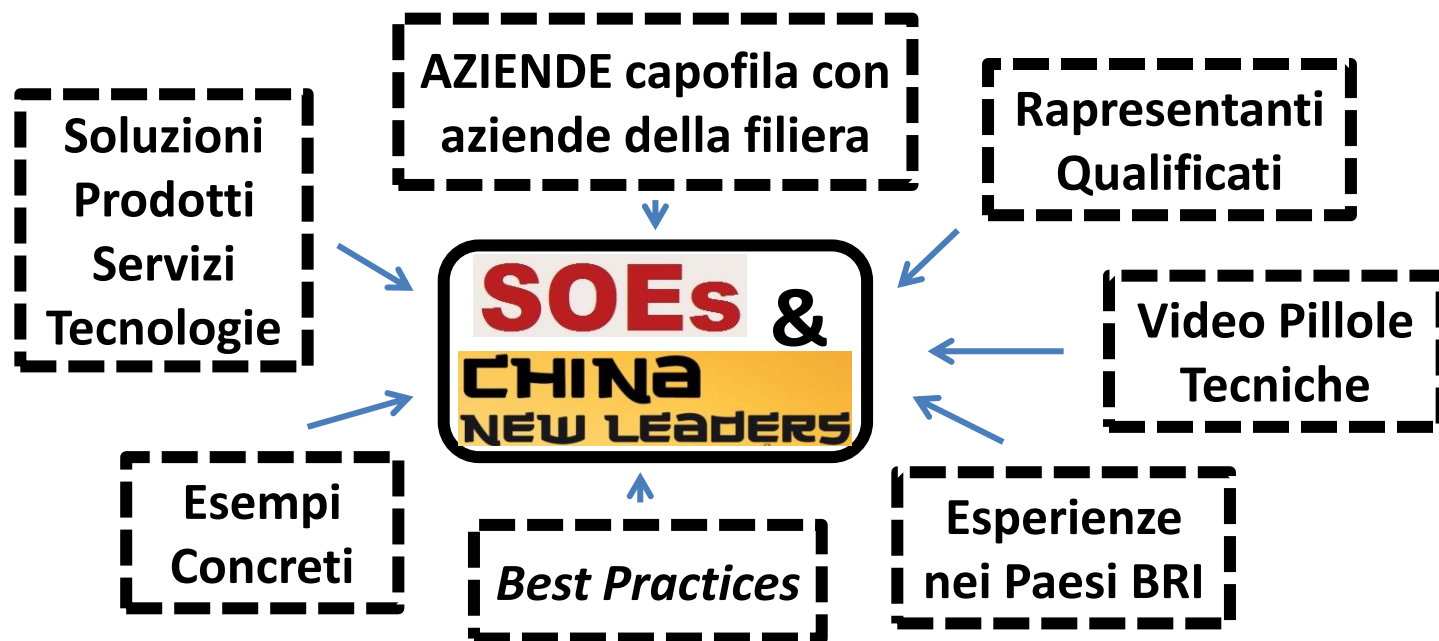 AZIENDE capofila con
aziende della filiera
Soluzioni
Prodotti
Servizi
Tecnologie
Rapresentanti
Qualificati
SOEs &
CHINA
NEW LEADERS
Video Pillole
Tecniche
Esempi
Concreti
Best Practices
Esperienze
nei Paesi BRI